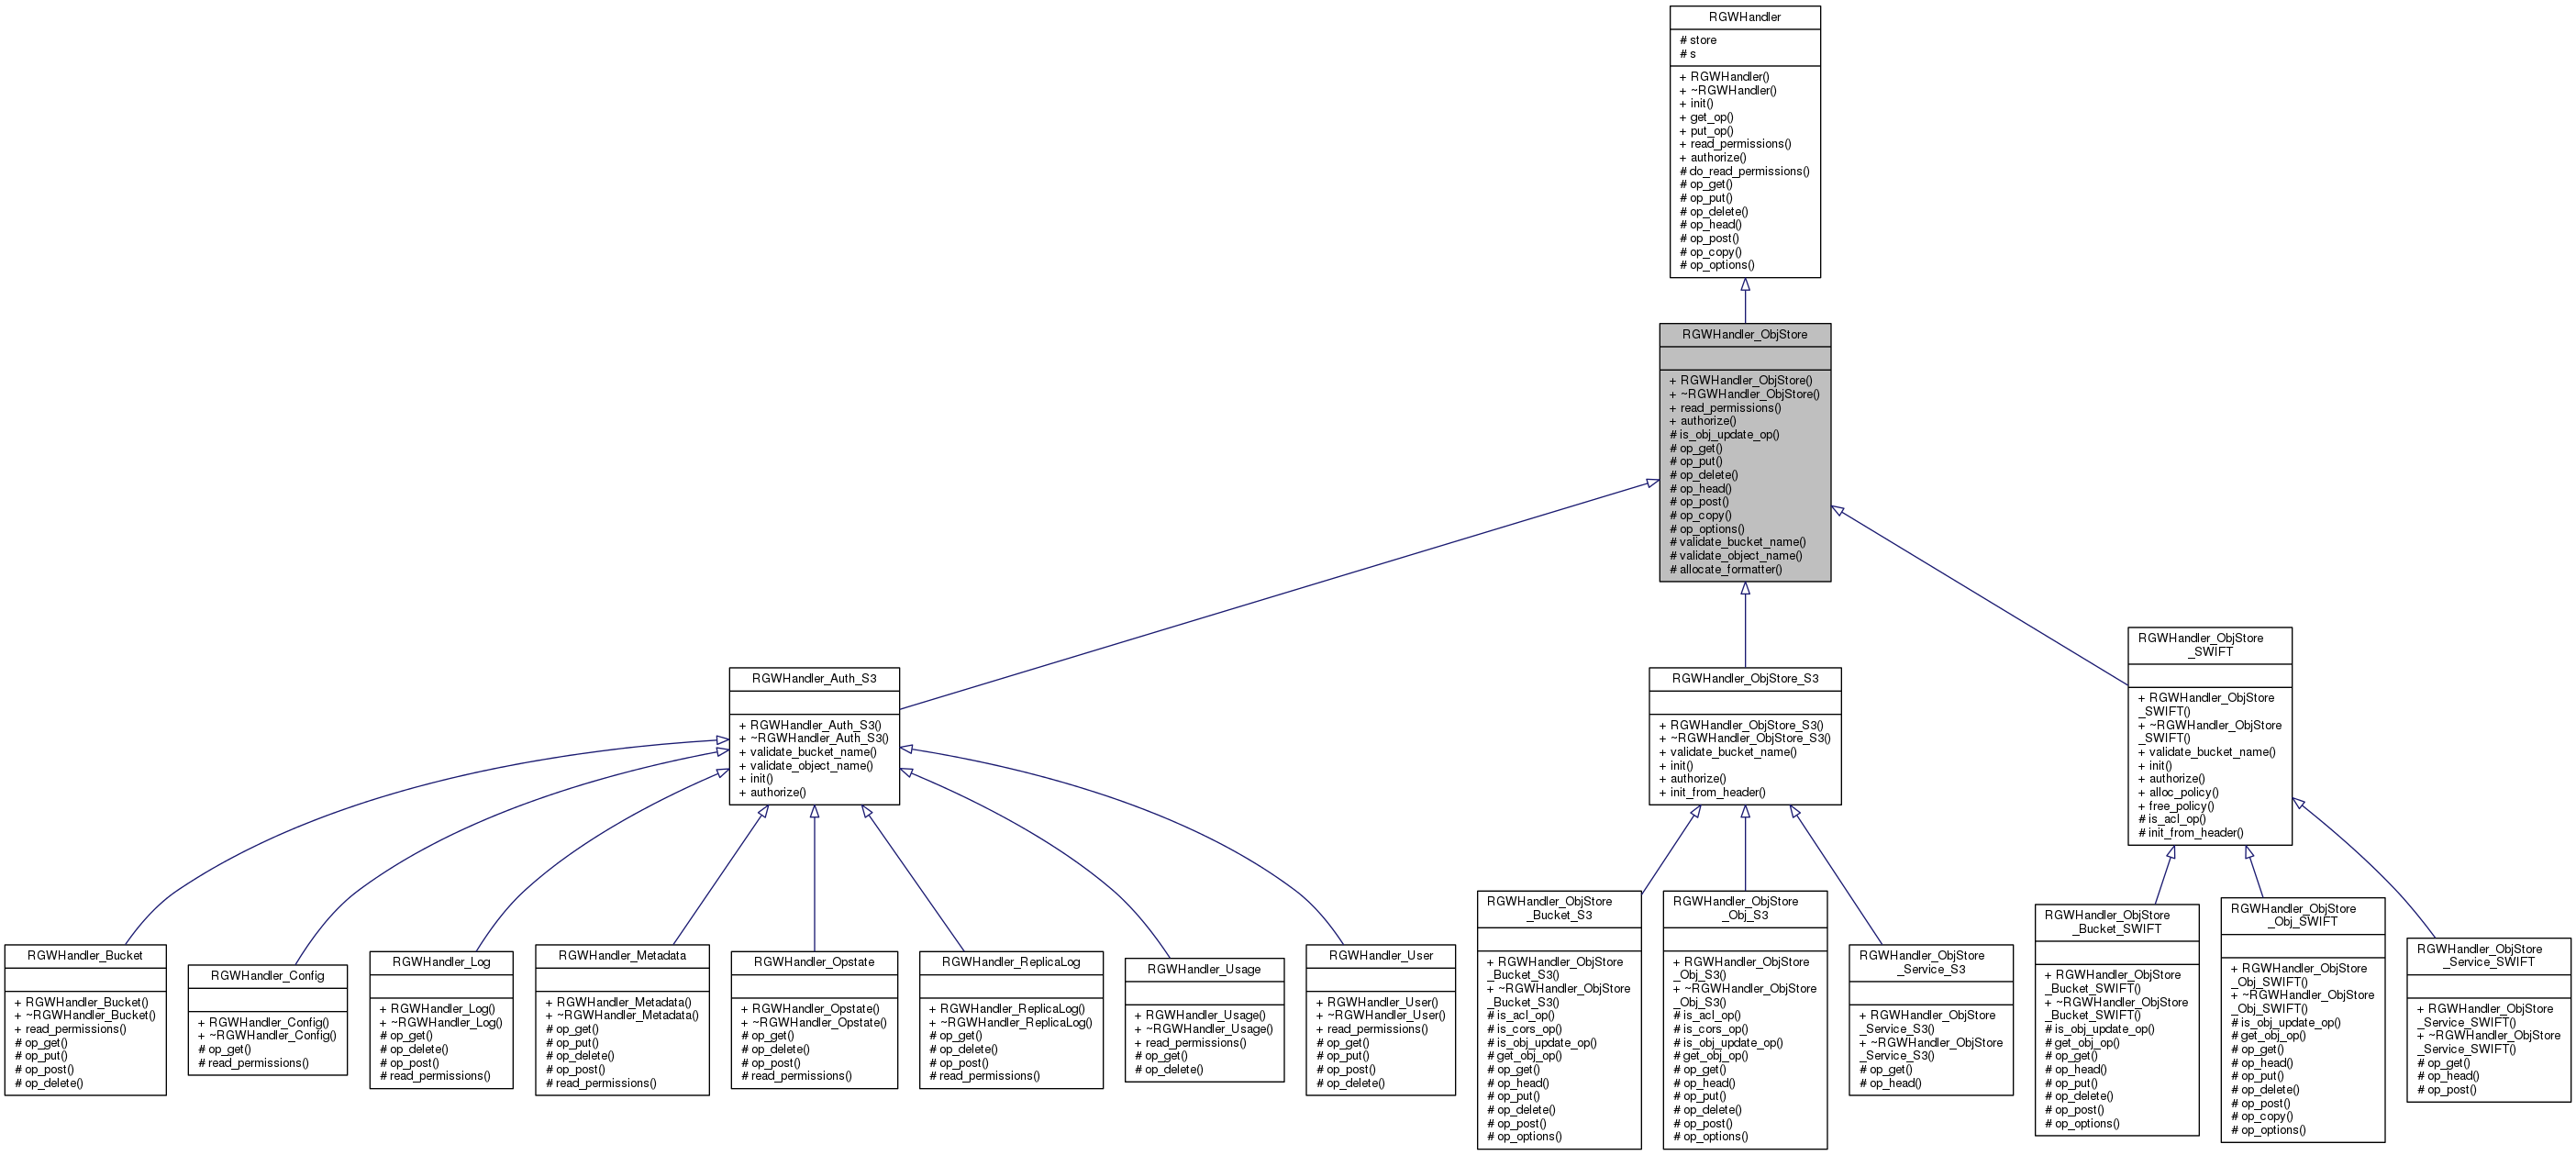 RGWHandler
# store
# s
+ RGWHandler()
+ ~RGWHandler()
+ init()
+ get_op()
+ put_op()
+ read_permissions()
+ authorize()
# do_read_permissions()
# op_get()
# op_put()
# op_delete()
# op_head()
# op_post()
# op_copy()
# op_options()
RGWHandler_ObjStore
+ RGWHandler_ObjStore()
+ ~RGWHandler_ObjStore()
+ read_permissions()
+ authorize()
# is_obj_update_op()
# op_get()
# op_put()
# op_delete()
# op_head()
# op_post()
# op_copy()
# op_options()
# validate_bucket_name()
# validate_object_name()
# allocate_formatter()
RGWHandler_Auth_S3
+ RGWHandler_Auth_S3()
+ ~RGWHandler_Auth_S3()
+ validate_bucket_name()
+ validate_object_name()
+ init()
+ authorize()
RGWHandler_ObjStore_S3
+ RGWHandler_ObjStore_S3()
+ ~RGWHandler_ObjStore_S3()
+ validate_bucket_name()
+ init()
+ authorize()
+ init_from_header()
RGWHandler_ObjStore
_SWIFT
+ RGWHandler_ObjStore
_SWIFT()
+ ~RGWHandler_ObjStore
_SWIFT()
+ validate_bucket_name()
+ init()
+ authorize()
+ alloc_policy()
+ free_policy()
# is_acl_op()
# init_from_header()
RGWHandler_Bucket
+ RGWHandler_Bucket()
+ ~RGWHandler_Bucket()
+ read_permissions()
# op_get()
# op_put()
# op_post()
# op_delete()
RGWHandler_Config
+ RGWHandler_Config()
+ ~RGWHandler_Config()
# op_get()
# read_permissions()
RGWHandler_Log
+ RGWHandler_Log()
+ ~RGWHandler_Log()
# op_get()
# op_delete()
# op_post()
# read_permissions()
RGWHandler_Metadata
+ RGWHandler_Metadata()
+ ~RGWHandler_Metadata()
# op_get()
# op_put()
# op_delete()
# op_post()
# read_permissions()
RGWHandler_Opstate
+ RGWHandler_Opstate()
+ ~RGWHandler_Opstate()
# op_get()
# op_delete()
# op_post()
# read_permissions()
RGWHandler_ReplicaLog
+ RGWHandler_ReplicaLog()
+ ~RGWHandler_ReplicaLog()
# op_get()
# op_delete()
# op_post()
# read_permissions()
RGWHandler_Usage
+ RGWHandler_Usage()
+ ~RGWHandler_Usage()
+ read_permissions()
# op_get()
# op_delete()
RGWHandler_User
+ RGWHandler_User()
+ ~RGWHandler_User()
+ read_permissions()
# op_get()
# op_put()
# op_post()
# op_delete()
RGWHandler_ObjStore
_Bucket_S3
+ RGWHandler_ObjStore
_Bucket_S3()
+ ~RGWHandler_ObjStore
_Bucket_S3()
# is_acl_op()
# is_cors_op()
# is_obj_update_op()
# get_obj_op()
# op_get()
# op_head()
# op_put()
# op_delete()
# op_post()
# op_options()
RGWHandler_ObjStore
_Obj_S3
+ RGWHandler_ObjStore
_Obj_S3()
+ ~RGWHandler_ObjStore
_Obj_S3()
# is_acl_op()
# is_cors_op()
# is_obj_update_op()
# get_obj_op()
# op_get()
# op_head()
# op_put()
# op_delete()
# op_post()
# op_options()
RGWHandler_ObjStore
_Service_S3
+ RGWHandler_ObjStore
_Service_S3()
+ ~RGWHandler_ObjStore
_Service_S3()
# op_get()
# op_head()
RGWHandler_ObjStore
_Bucket_SWIFT
+ RGWHandler_ObjStore
_Bucket_SWIFT()
+ ~RGWHandler_ObjStore
_Bucket_SWIFT()
# is_obj_update_op()
# get_obj_op()
# op_get()
# op_head()
# op_put()
# op_delete()
# op_post()
# op_options()
RGWHandler_ObjStore
_Obj_SWIFT
+ RGWHandler_ObjStore
_Obj_SWIFT()
+ ~RGWHandler_ObjStore
_Obj_SWIFT()
# is_obj_update_op()
# get_obj_op()
# op_get()
# op_head()
# op_put()
# op_delete()
# op_post()
# op_copy()
# op_options()
RGWHandler_ObjStore
_Service_SWIFT
+ RGWHandler_ObjStore
_Service_SWIFT()
+ ~RGWHandler_ObjStore
_Service_SWIFT()
# op_get()
# op_head()
# op_post()